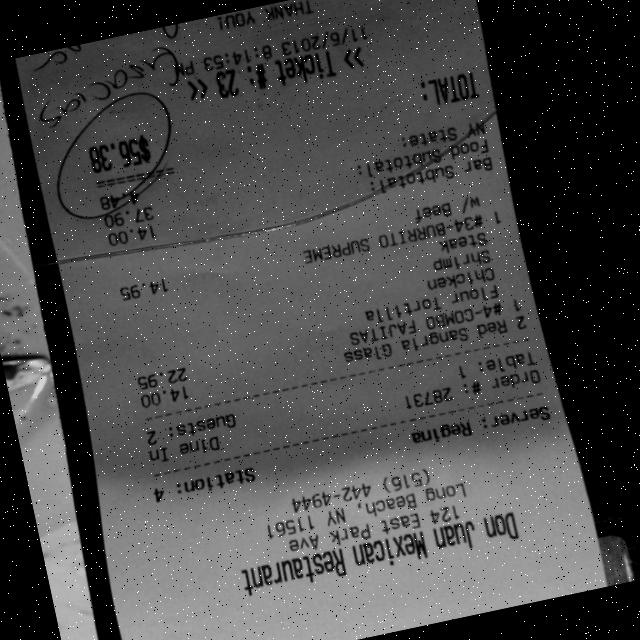 Don Juan Mexican Restaurant
124 East Park Ave
Long Beach, NY 11561
(516) 442-4944
Server: Regina Station: 4
Order #: 28731 Dine In
Table: 1 Guests: 2
2 Red Sangria Glass 14.00
1 #4-COMBO FAJITAS 22.95
Flour Tortilla
Chicken
Shrimp
Steak
1 #34-BURRITO SUPREME 14.95
w/ Beef
Bar Subtotal: 14.00
Food Subtotal: 37.90
NY State: 4.48
TOTAL: $56.38
>> Ticket #: 23 <<
11/6/2013 8:14:53 PM
THANK YOU!